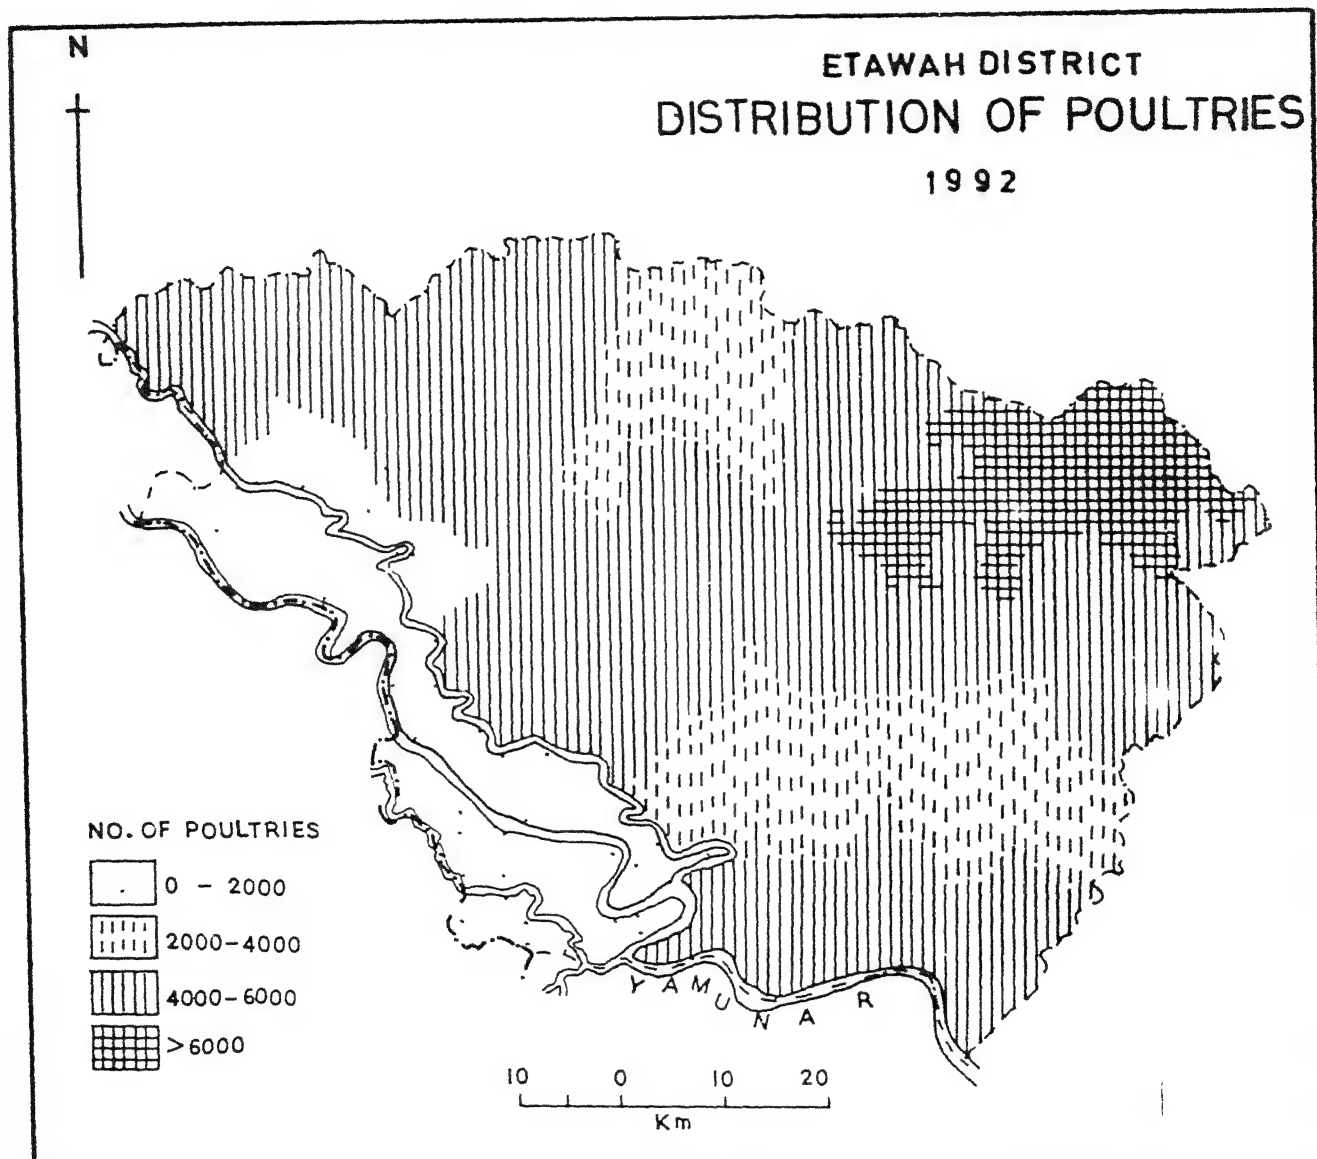 N
ETAWAH DISTRICT
DISTRIBUTION OF POULTRIES
1992
NO. OF POULTRIES
0 - 2000
2000-4000
4000-6000
>6000
YAMUNA R
10 0 10 20
Km